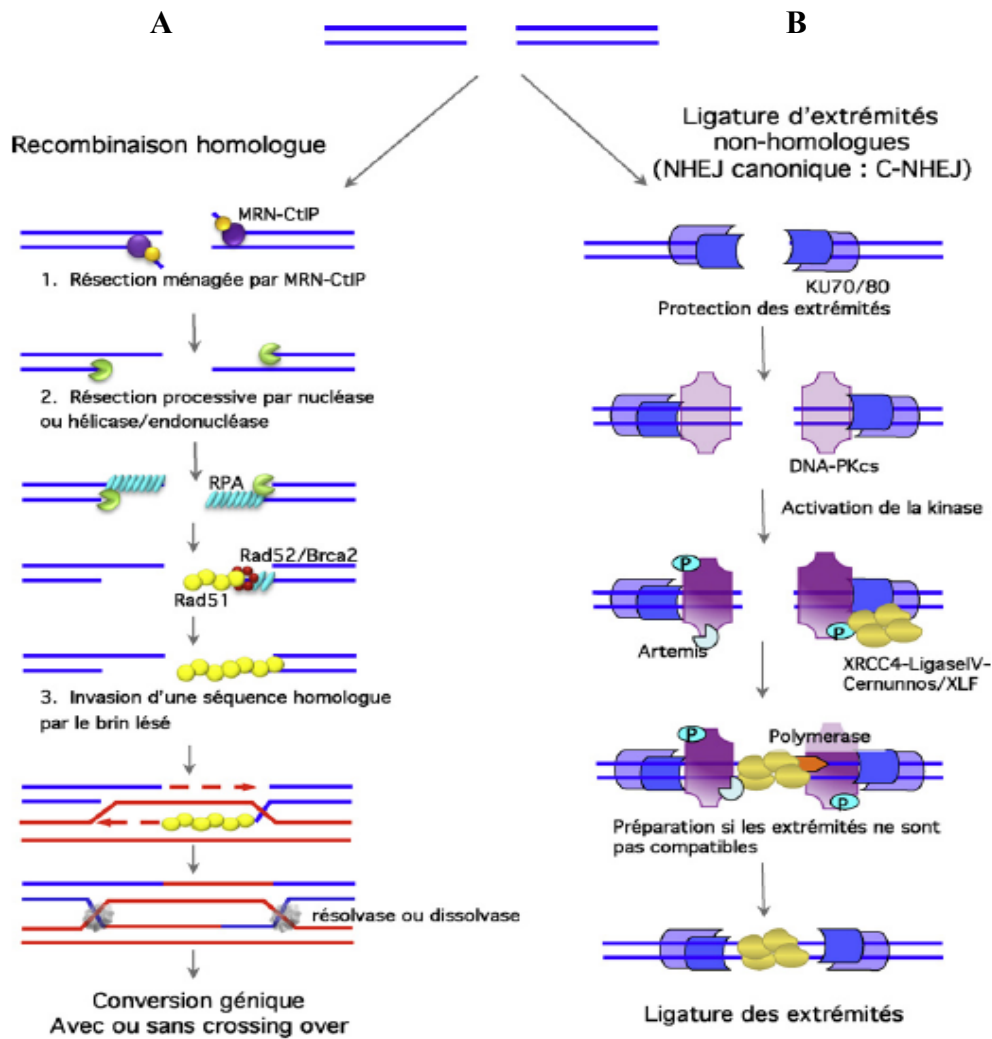 A
B
Recombinaison homologue
MRN-CtIP
1. Résection ménagée par MRN-CtIP
2. Résection processive par nucléase
ou hélicase/endonucléase
RPA
Rad52/Brca2
Rad51
3. Invasion d'une séquence homologue
par le brin lésé
résolvase ou dissolvase
Conversion génique
Avec ou sans crossing over
Ligature d'extrémités
non-homologues
(NHEJ canonique : C-NHEJ)
KU70/80
Protection des extrémités
DNA-PKcs
Activation de la kinase
P
P
Artemis
XRCC4-LigaseIV-
Cernunnos/XLF
P
Polymerase
P
Préparation si les extrémités ne sont
pas compatibles
Ligature des extrémités